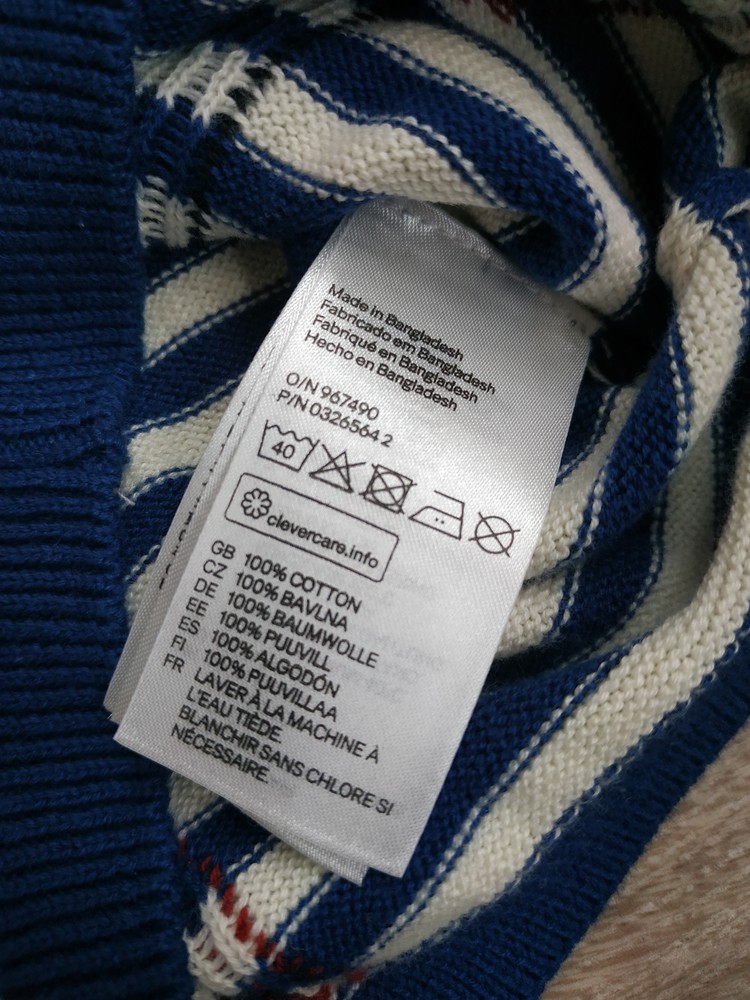 Made in Bangladesh
Fabricado em Bangladesh
Fabriqué en Bangladesh
Hecho en Bangladesh
O/N 967490
P/N 0326564 2
40
clevercare.info
GB 100% COTTON
CZ 100% BAVLNA
DE 100% BAUMWOLLE
EE 100% PUUVILL
ES 100% ALGODÓN
FI 100% PUUVILLAA
FR LAVER À LA MACHINE À
L'EAU TIÈDE
BLANCHIR SANS CHLORE SI
NÉCESSAIRE.